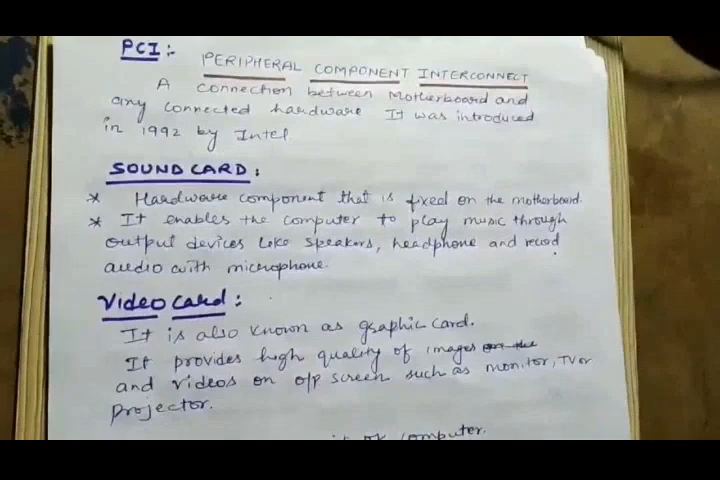 PCI:-
PERIPHERAL COMPONENT INTERCONNECT
A connection between Motherboard and
any connected hardware It was introduced
in 1992 by Intel
SOUND CARD:
* Hardware component that is fixed on the motherboard.
* It enables the computer to play music through
output devices like speakers, headphone and record
audio with microphone.
Video Card:
It is also known as graphic card.
It provides high quality of images
and videos on o/p screen such as monitor, TV or
projector.
of computer.